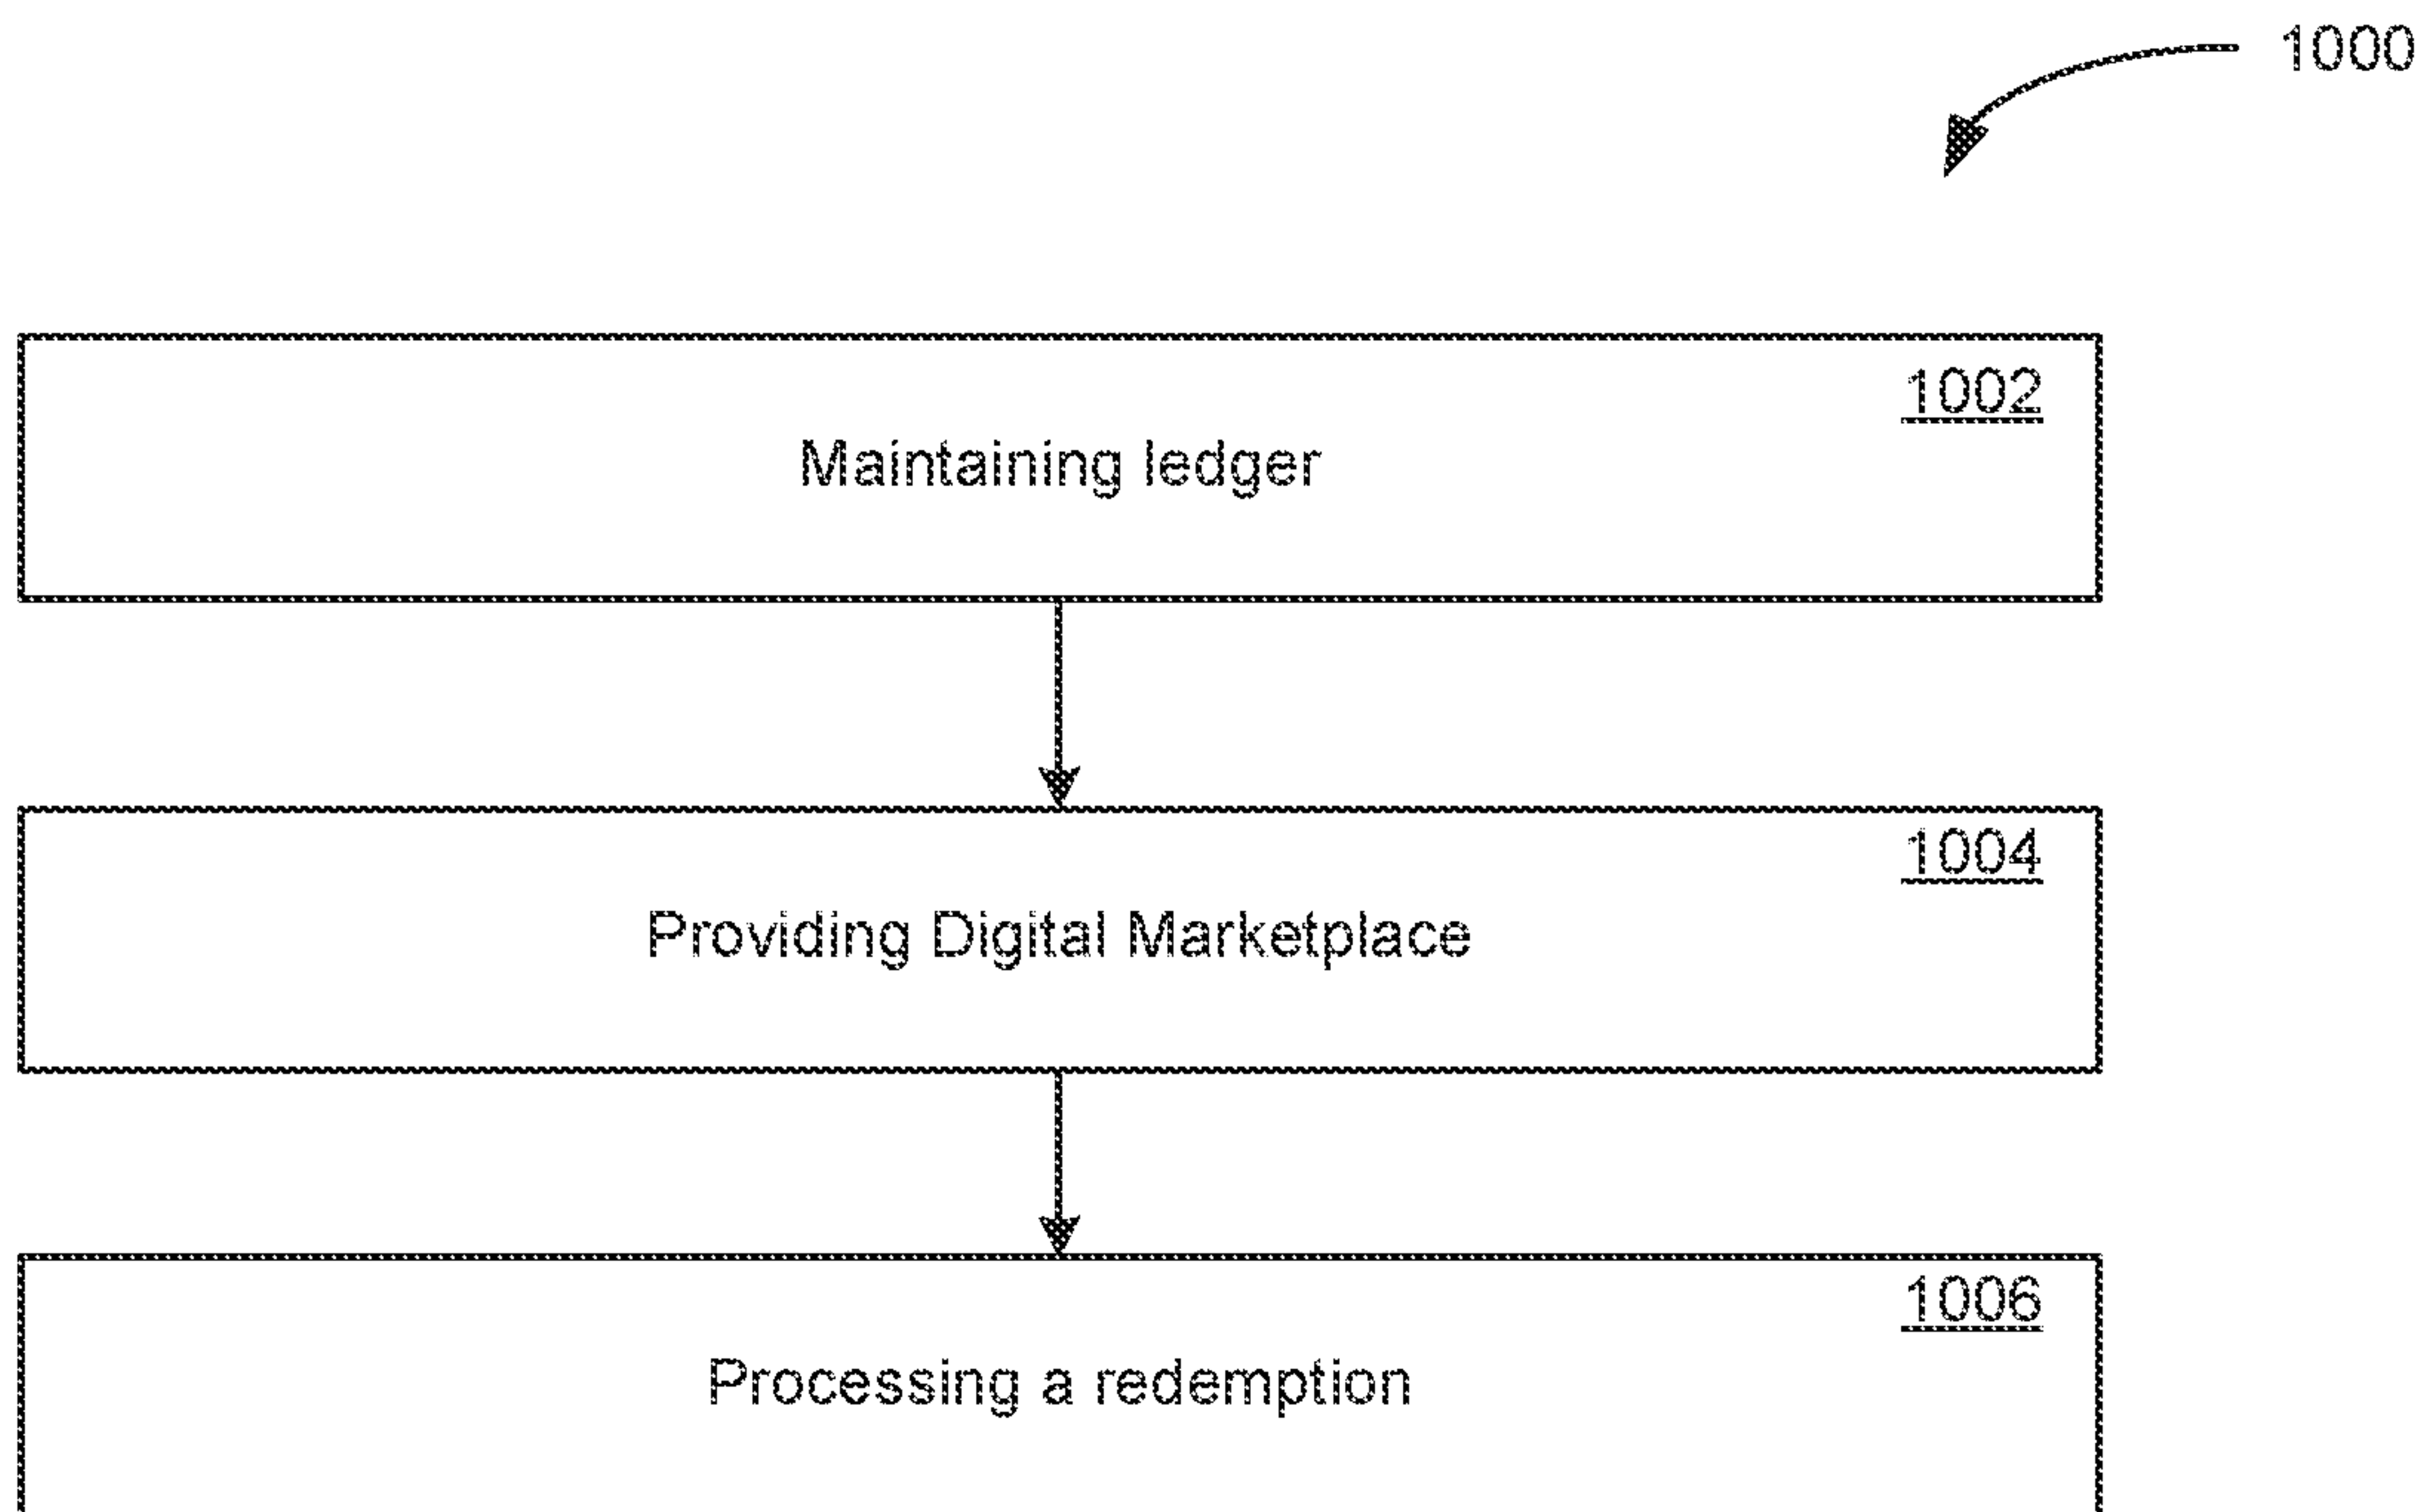 1000
1002
Maintaining ledger
1004
Providing Digital Marketplace
1006
Processing a redemption